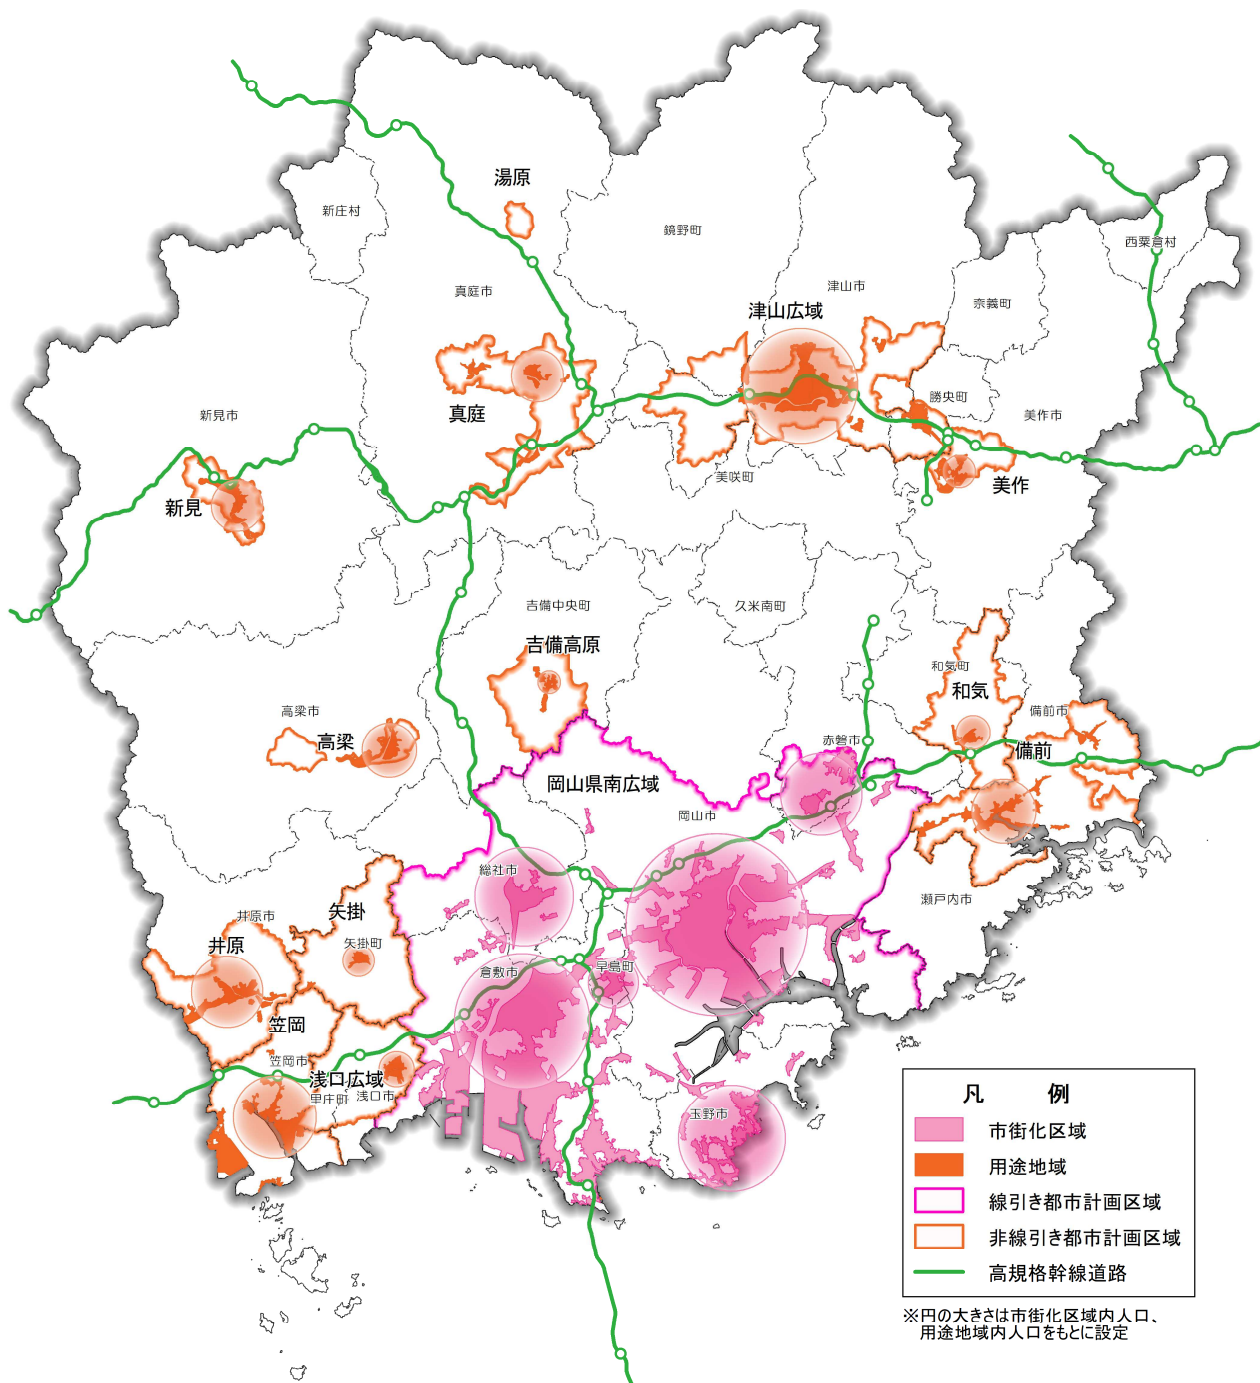 湯原
新庄村
鏡野町
西粟倉村
真庭市
津山市
奈義町
津山広域
真庭
勝央町
新見市
美作市
美咲町
美作
新見
吉備中央町
久米南町
吉備高原
和気町
和気
高梁市
備前市
高梁
赤磐市
備前
岡山県南広域
岡山市
総社市
瀬戸内市
矢掛
井原市
井原
矢掛町
倉敷市
早島町
笠岡
笠岡市
浅口広域
里庄町
浅口市
玉野市
凡 例
市街化区域
用途地域
線引き都市計画区域
非線引き都市計画区域
高規格幹線道路
※円の大きさは市街化区域内人口、
用途地域内人口をもとに設定